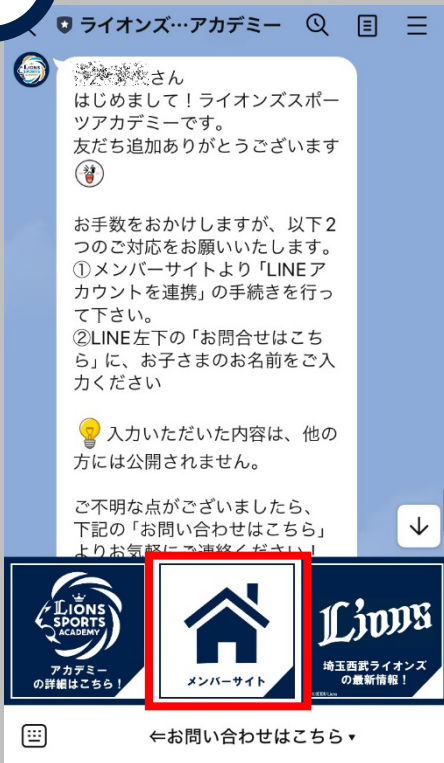 ライオンズ…アカデミー
さん
はじめまして！ライオンズスポー
ツアカデミーです。
友だち追加ありがとうございます
お手数をおかけしますが、以下2
つのご対応をお願いいたします。
①メンバーサイトより「LINEア
カウントを連携」の手続きを行っ
て下さい。
②LINE左下の「お問合せはこち
ら」に、お子さまのお名前をご入
力ください
入力いただいた内容は、他の
方には公開されません。
ご不明な点がございましたら、
下記の「お問い合わせはこちら」
よりお気軽にご連絡ください！
LIONS
SPORTS
ACADEMY
アカデミー
の詳細はこちら！
メンバーサイト
Lions
埼玉西武ライオンズ
の最新情報！
⇐お問い合わせはこちら▾